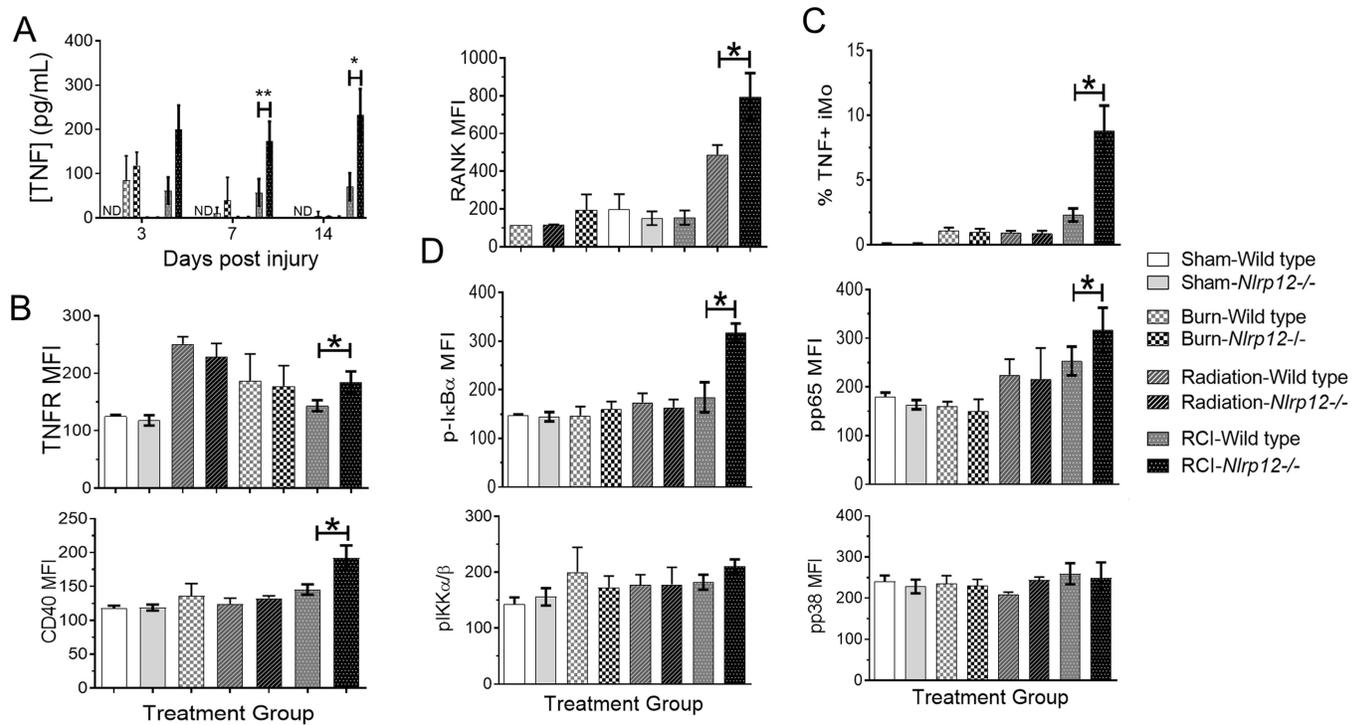 A
[TNF] (pg/mL)
400
300
200
100
0
ND
ND
ND
**
*
3
7
14
Days post injury
RANK MFI
1000
800
600
400
200
0
*
C
% TNF+ iMo
15
10
5
0
*
B
TNFR MFI
300
200
100
0
*
CD40 MFI
250
200
150
100
50
0
*
Treatment Group
D
p-IκBα MFI
400
300
200
100
0
*
pp65 MFI
400
300
200
100
0
*
pIKKα/β
300
200
100
0
Treatment Group
pp38 MFI
400
300
200
100
0
Treatment Group
Sham-Wild type
Sham-Nlrp12-/-
Burn-Wild type
Burn-Nlrp12-/-
Radiation-Wild type
Radiation-Nlrp12-/-
RCI-Wild type
RCI-Nlrp12-/-